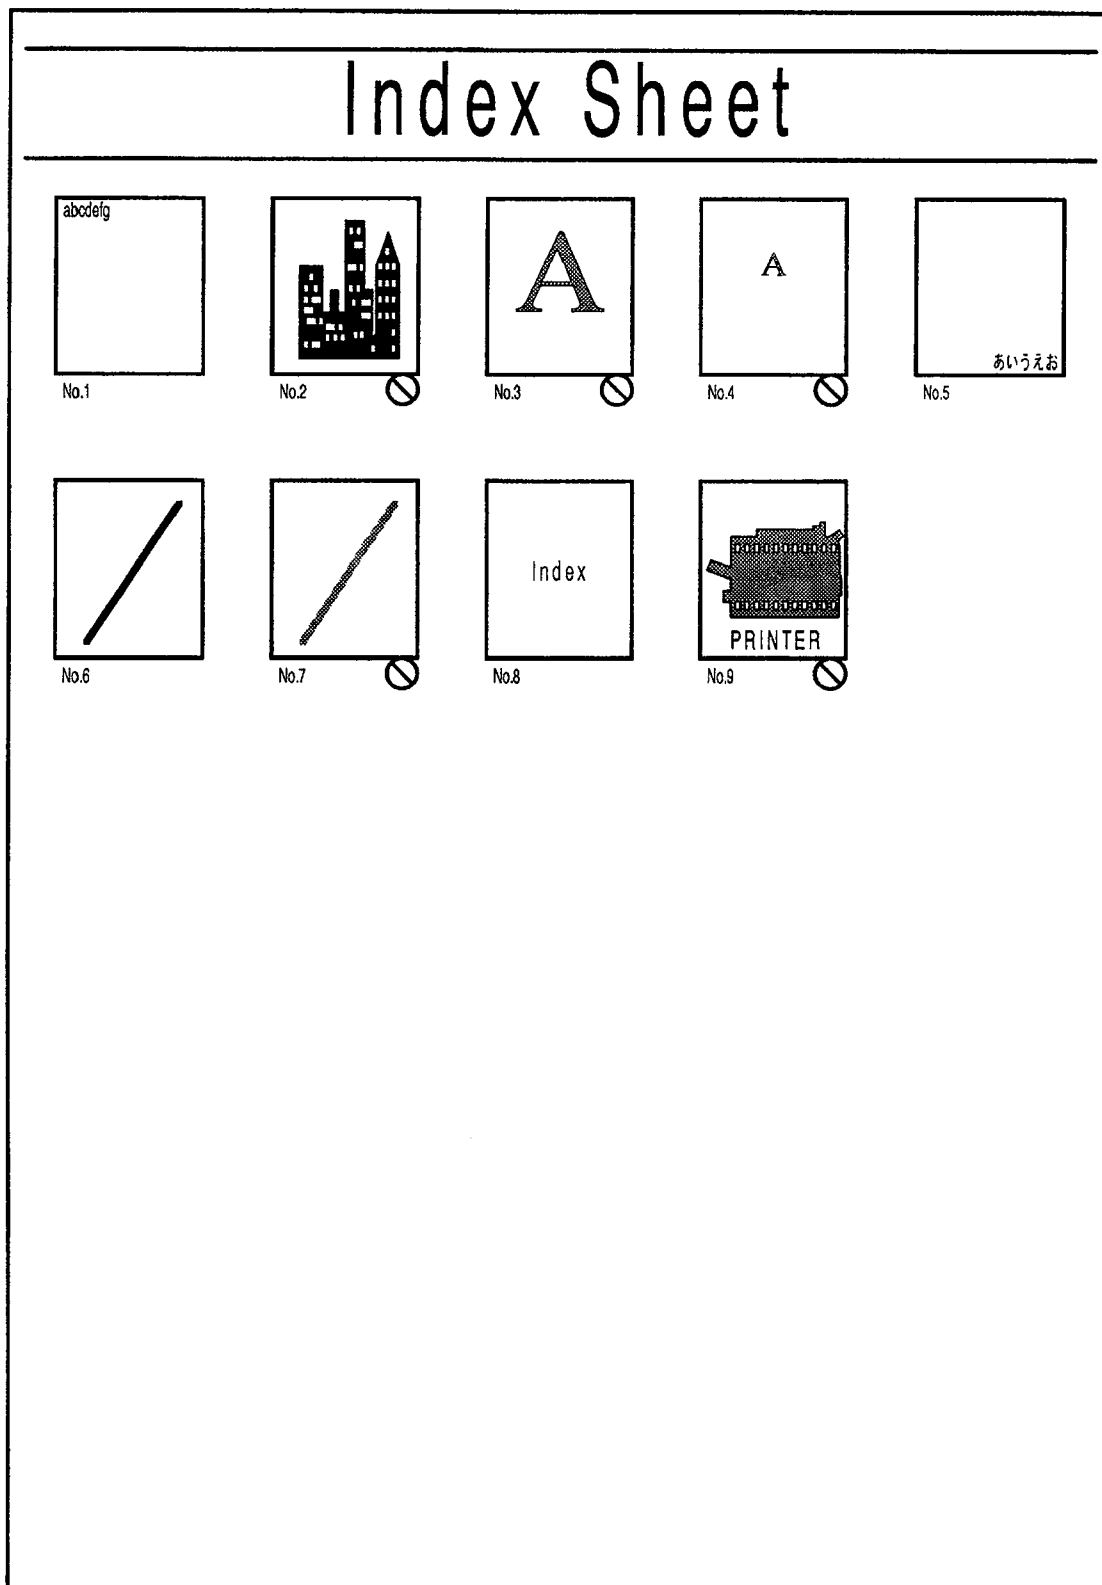 Index Sheet
abcdefg
No.1
No.2
A
No.3
A
No.4
あいうえお
No.5
No.6
No.7
Index
No.8
PRINTER
No.9